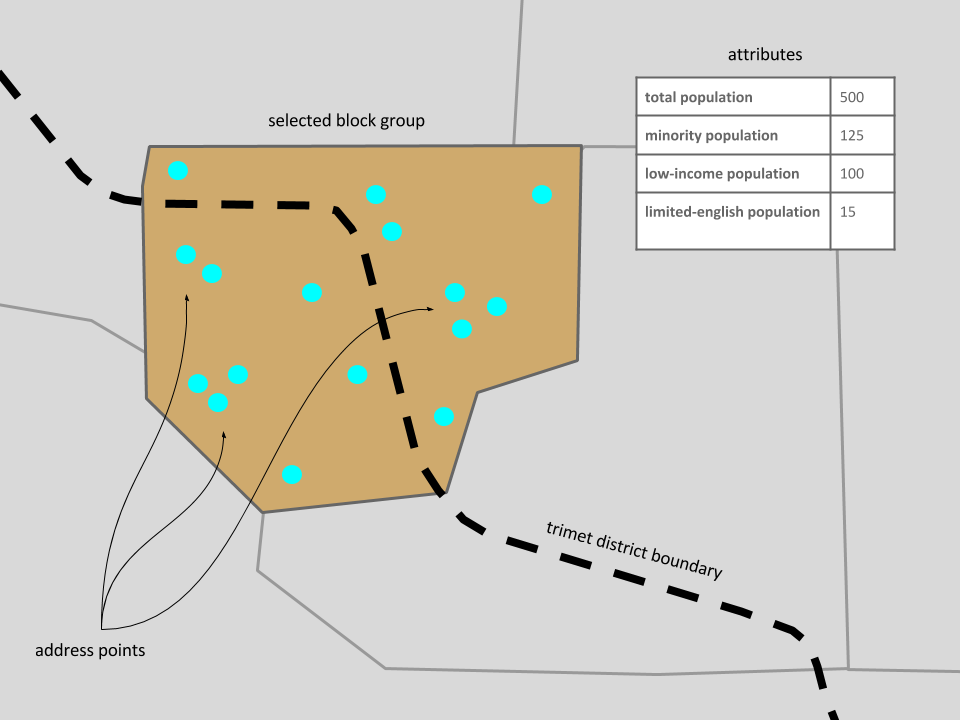 attributes
total population 500
minority population 125
low-income population 100
limited-english population 15
selected block group
trimet district boundary
address points